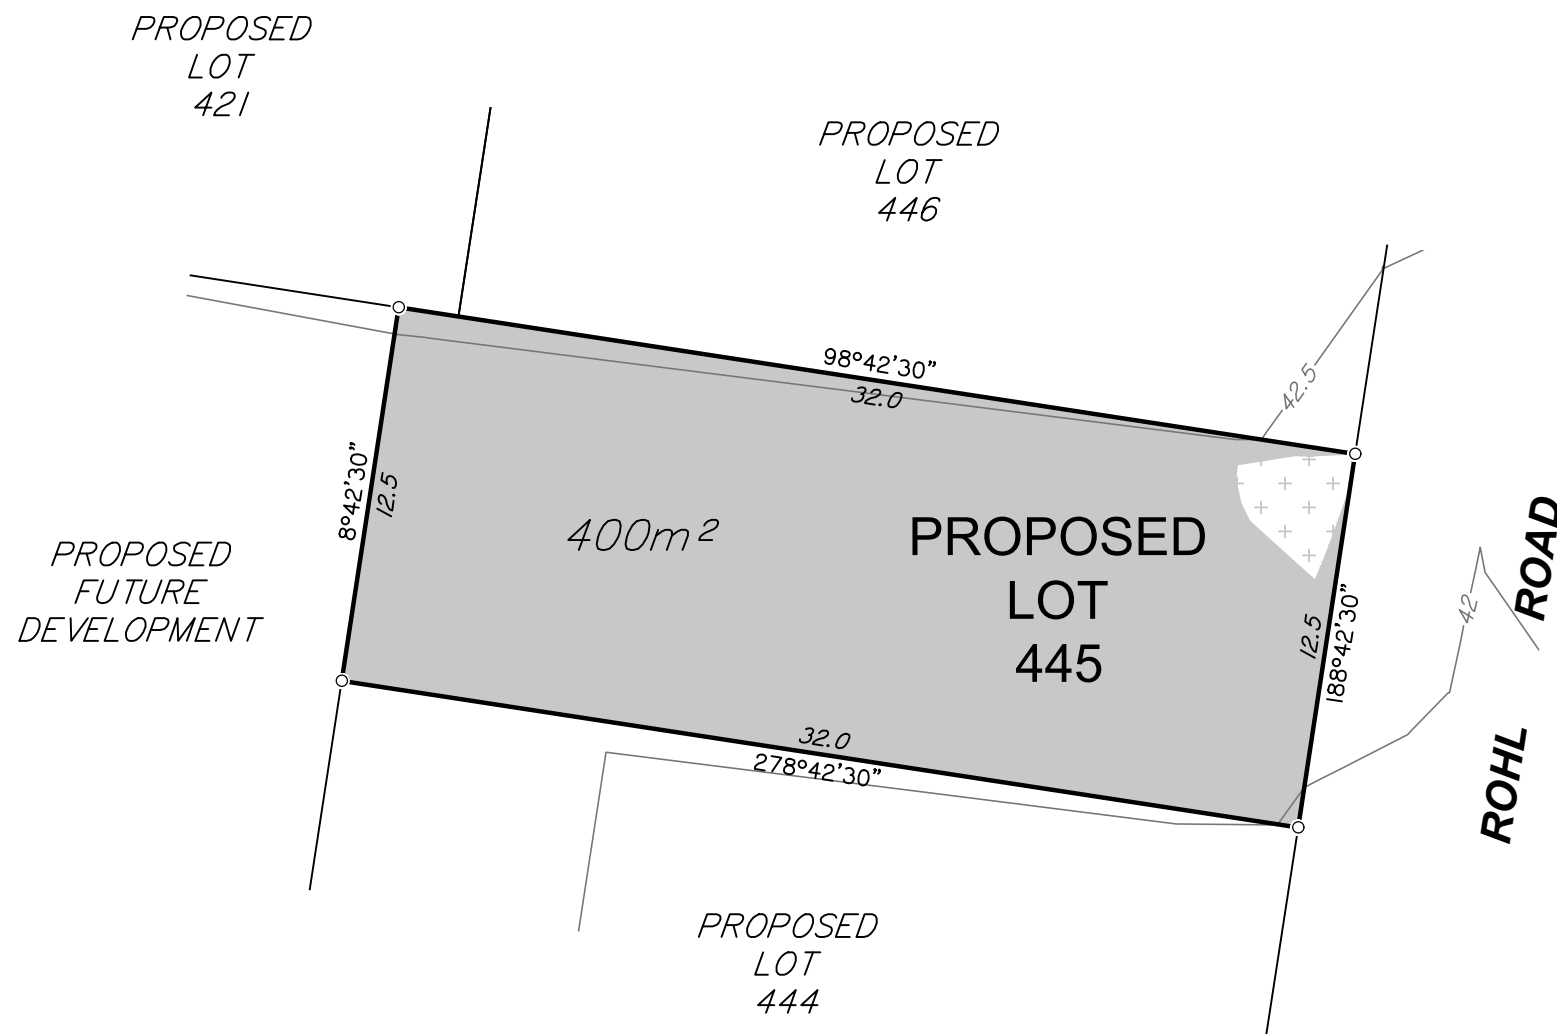 PROPOSED
LOT
421
PROPOSED
LOT
446
98°42'30"
32.0
42.5
8°42'30"
12.5
400m²
PROPOSED
LOT
445
PROPOSED
FUTURE
DEVELOPMENT
12.5
188°42'30"
42
ROHL ROAD
32.0
278°42'30"
PROPOSED
LOT
444